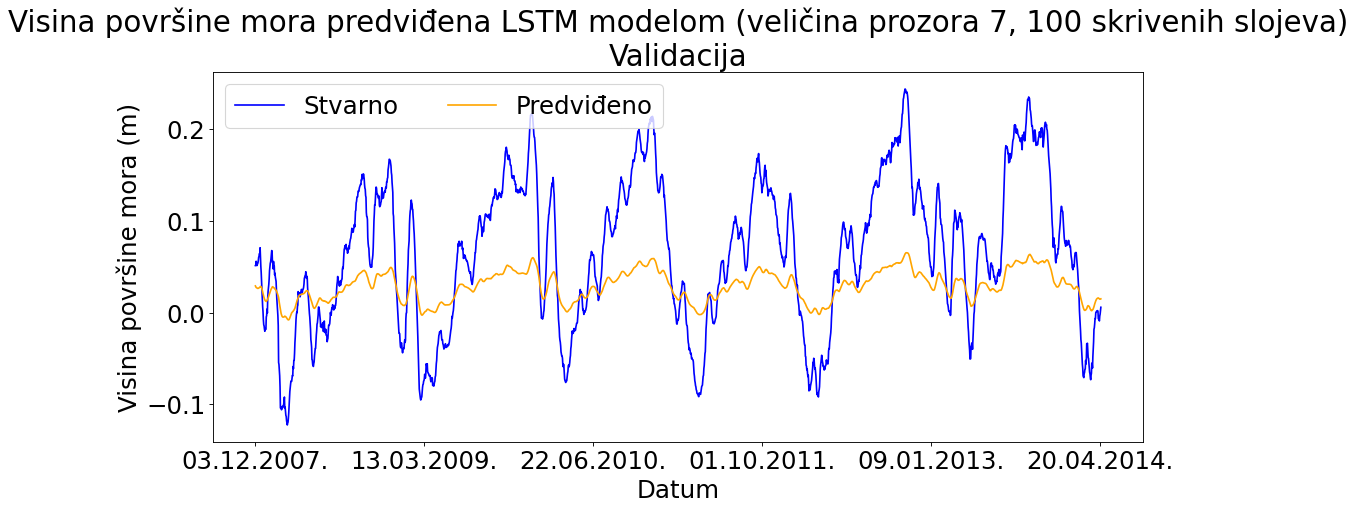 Visina površine mora predviđena LSTM modelom (veličina prozora 7, 100 skrivenih slojeva)
Validacija
Stvarno
Predviđeno
Visina površine mora (m)
0.2
0.1
0.0
−0.1
03.12.2007.
13.03.2009.
22.06.2010.
01.10.2011.
09.01.2013.
20.04.2014.
Datum